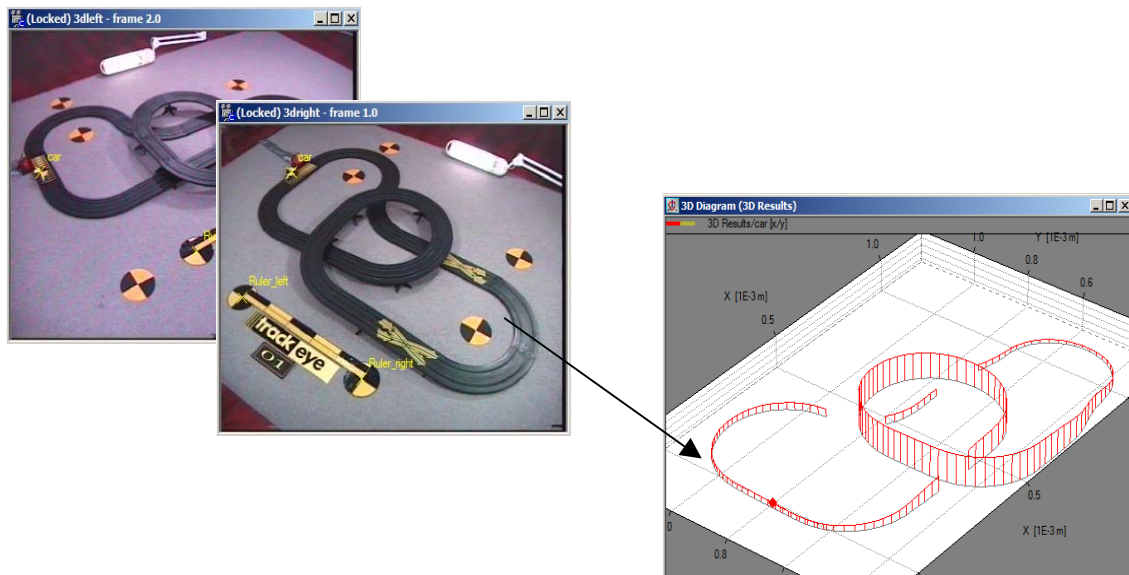 (Locked) 3dleft - frame 2.0
car
(Locked) 3dright - frame 1.0
car
Ruler_left
track eye
01
Ruler_right
3D Diagram (3D Results)
3D Results/car [x/y]
1.0
1.0
Y [1E-3 m]
0.8
0.6
X [1E-3 m]
0.5
0.5
X [1E-3 m]
0
0.8